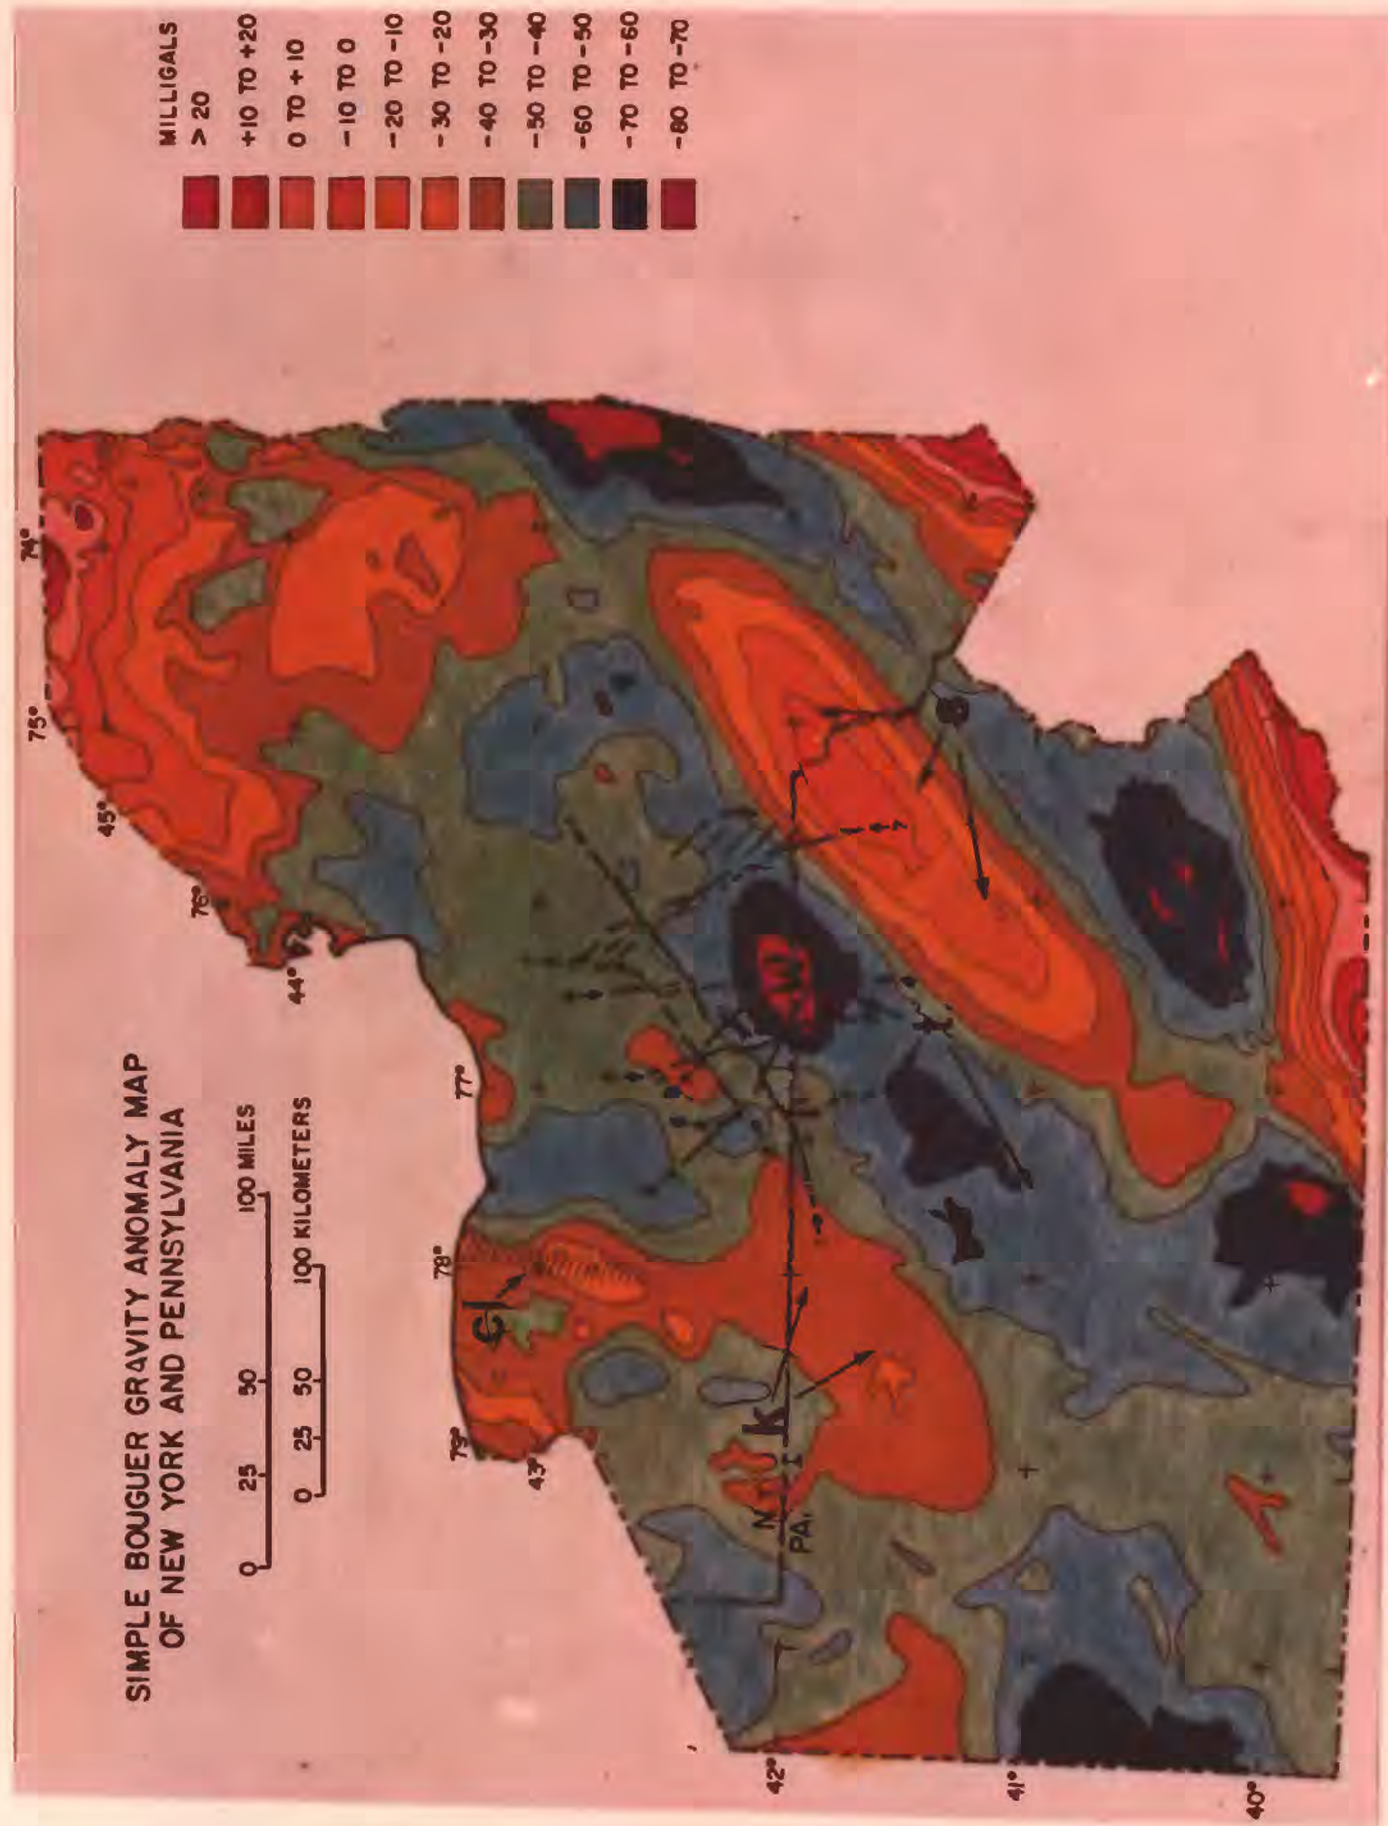 SIMPLE BOUGUER GRAVITY ANOMALY MAP
OF NEW YORK AND PENNSYLVANIA
0 25 50 100 MILES
0 25 50 100 KILOMETERS
MILLIGALS
> 20
+10 TO +20
0 TO +10
-10 TO 0
-20 TO -10
-30 TO -20
-40 TO -30
-50 TO -40
-60 TO -50
-70 TO -60
-80 TO -70
79°
78°
77°
76°
75°
74°
45°
44°
43°
42°
41°
40°
cl
k
W
N.Y.
PA.